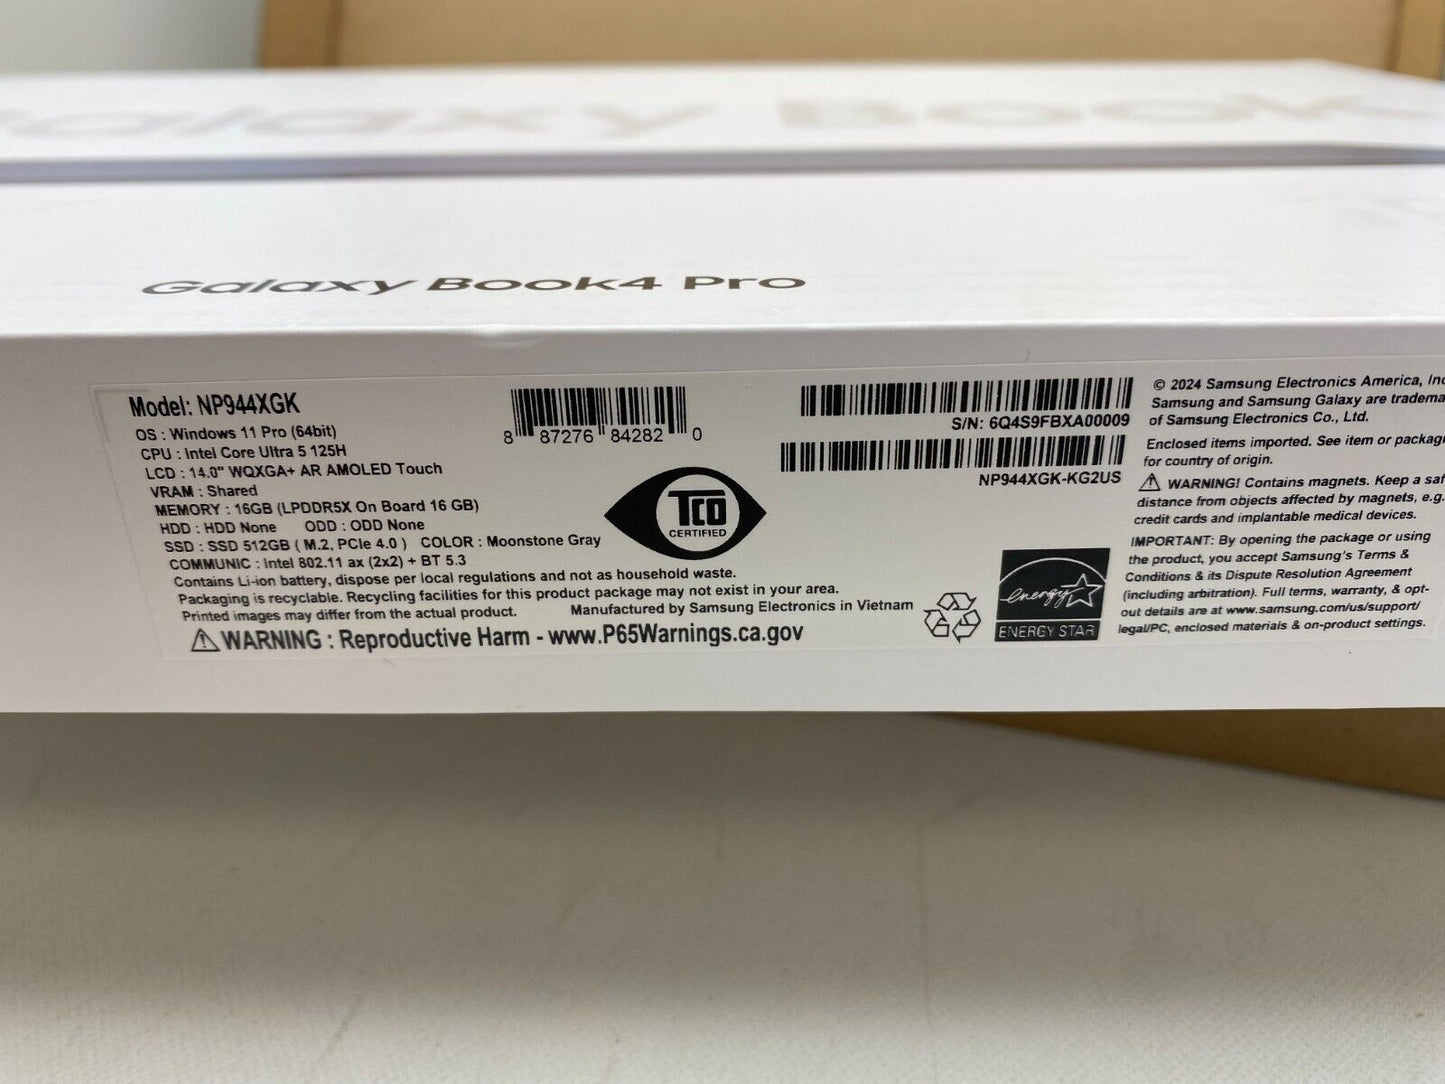 Galaxy Book
Galaxy Book4 Pro
Model: NP944XGK
OS : Windows 11 Pro (64bit)
CPU : Intel Core Ultra 5 125H
LCD : 14.0" WQXGA+ AR AMOLED Touch
VRAM : Shared
MEMORY : 16GB (LPDDR5X On Board 16 GB)
HDD : HDD None ODD : ODD None
SSD : SSD 512GB ( M.2, PCIe 4.0 ) COLOR : Moonstone Gray
COMMUNIC : Intel 802.11 ax (2x2) + BT 5.3
Contains Li-ion battery, dispose per local regulations and not as household waste.
Packaging is recyclable. Recycling facilities for this product package may not exist in your area.
Printed images may differ from the actual product. Manufactured by Samsung Electronics in Vietnam
⚠ WARNING : Reproductive Harm - www.P65Warnings.ca.gov
8 87276 84282 0
TCO
CERTIFIED
S/N: 6Q4S9FBXA00009
NP944XGK-KG2US
energy
ENERGY STAR
© 2024 Samsung Electronics America, Inc
Samsung and Samsung Galaxy are tradema
of Samsung Electronics Co., Ltd.
Enclosed items imported. See item or packag
for country of origin.
⚠ WARNING! Contains magnets. Keep a saf
distance from objects affected by magnets, e.g.
credit cards and implantable medical devices.
IMPORTANT: By opening the package or using
the product, you accept Samsung's Terms &
Conditions & its Dispute Resolution Agreement
(including arbitration). Full terms, warranty, & opt-
out details are at www.samsung.com/us/support/
legal/PC, enclosed materials & on-product settings.